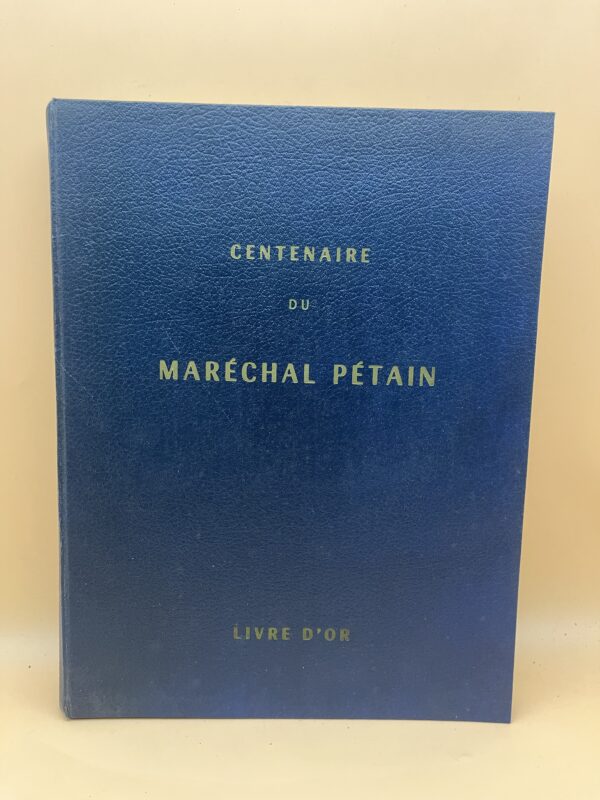 CENTENAIRE
DU
MARÉCHAL PÉTAIN
LIVRE D'OR